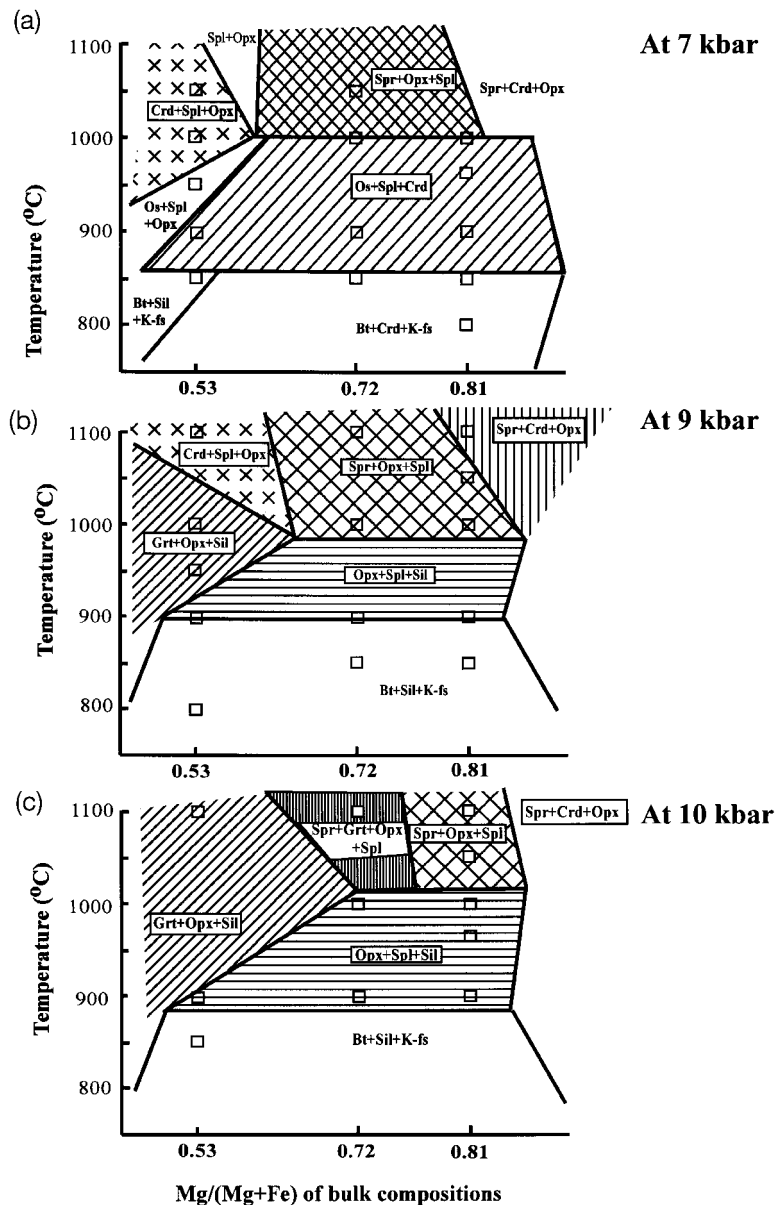 (a)
At 7 kbar
Temperature (°C)
1100
1000
900
800
Spl+Opx
Crd+Spl+Opx
Spr+Opx+Spl
Spr+Crd+Opx
Os+Spl
+Opx
Os+Spl+Crd
Bt+Sil
+K-fs
Bt+Crd+K-fs
0.53
0.72
0.81
(b)
At 9 kbar
Temperature (°C)
1100
1000
900
800
Crd+Spl+Opx
Spr+Opx+Spl
Spr+Crd+Opx
Grt+Opx+Sil
Opx+Spl+Sil
Bt+Sil+K-fs
0.53
0.72
0.81
(c)
At 10 kbar
Temperature (°C)
1100
1000
900
800
Spr+Grt+Opx
+Spl
Spr+Opx+Spl
Spr+Crd+Opx
Grt+Opx+Sil
Opx+Spl+Sil
Bt+Sil+K-fs
0.53
0.72
0.81
Mg/(Mg+Fe) of bulk compositions